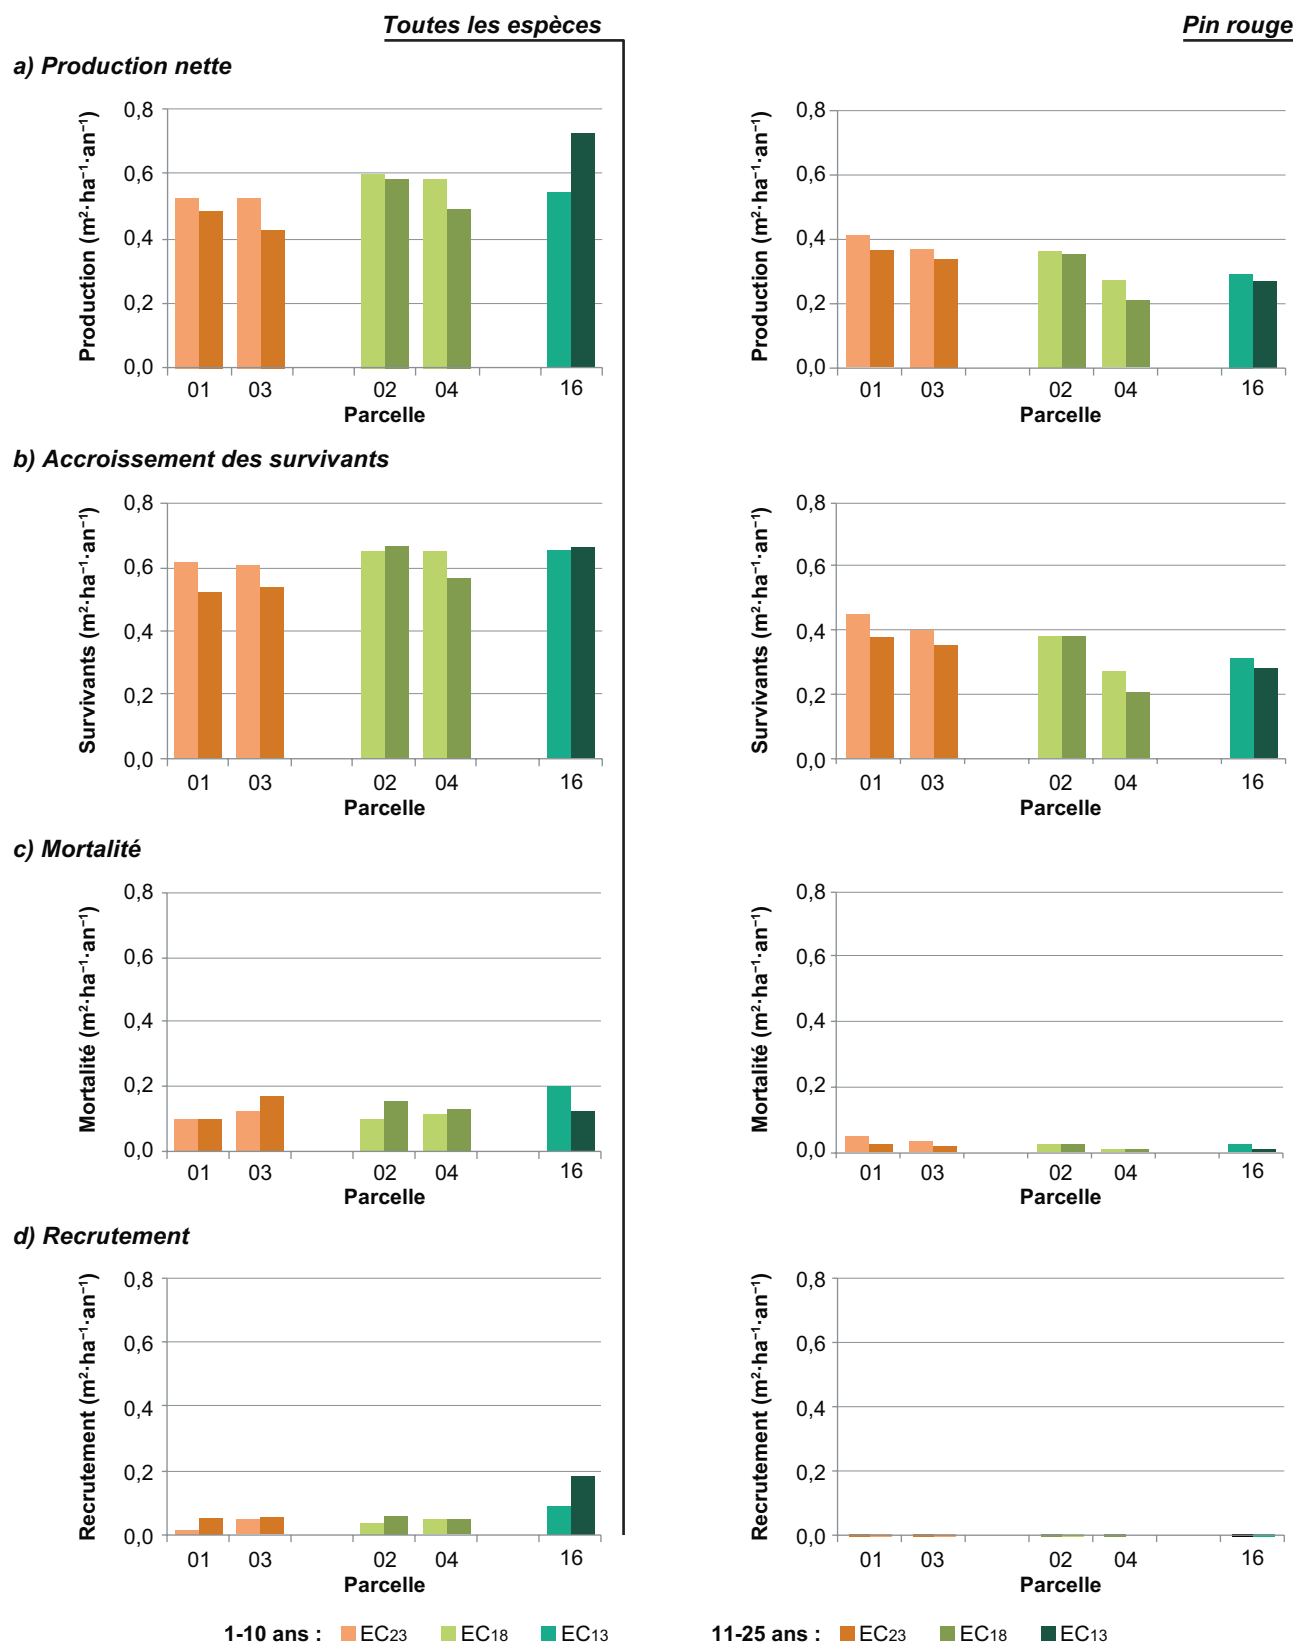 Toutes les espèces
Pin rouge
a) Production nette
Production (m²·ha⁻¹·an⁻¹)
0,8
0,6
0,4
0,2
0,0
01 03 02 04 16
Parcelle
Production (m²·ha⁻¹·an⁻¹)
0,8
0,6
0,4
0,2
0,0
01 03 02 04 16
Parcelle
b) Accroissement des survivants
Survivants (m²·ha⁻¹·an⁻¹)
0,8
0,6
0,4
0,2
0,0
01 03 02 04 16
Parcelle
Survivants (m²·ha⁻¹·an⁻¹)
0,8
0,6
0,4
0,2
0,0
01 03 02 04 16
Parcelle
c) Mortalité
Mortalité (m²·ha⁻¹·an⁻¹)
0,8
0,6
0,4
0,2
0,0
01 03 02 04 16
Parcelle
Mortalité (m²·ha⁻¹·an⁻¹)
0,8
0,6
0,4
0,2
0,0
01 03 02 04 16
Parcelle
d) Recrutement
Recrutement (m²·ha⁻¹·an⁻¹)
0,8
0,6
0,4
0,2
0,0
01 03 02 04 16
Parcelle
Recrutement (m²·ha⁻¹·an⁻¹)
0,8
0,6
0,4
0,2
0,0
01 03 02 04 16
Parcelle
1-10 ans : EC23 EC18 EC13
11-25 ans : EC23 EC18 EC13